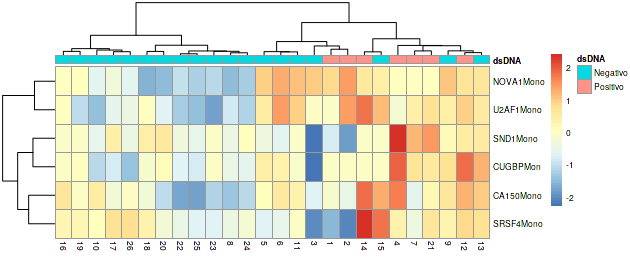 dsDNA
NOVA1Mono
U2AF1Mono
SND1Mono
CUGBPMon
CA150Mono
SRSF4Mono
16 19 10 17 26 18 20 22 25 23 8 24 5 6 11 3 1 2 14 15 4 7 21 9 12 13
2
1
0
-1
-2
dsDNA
Negativo
Positivo